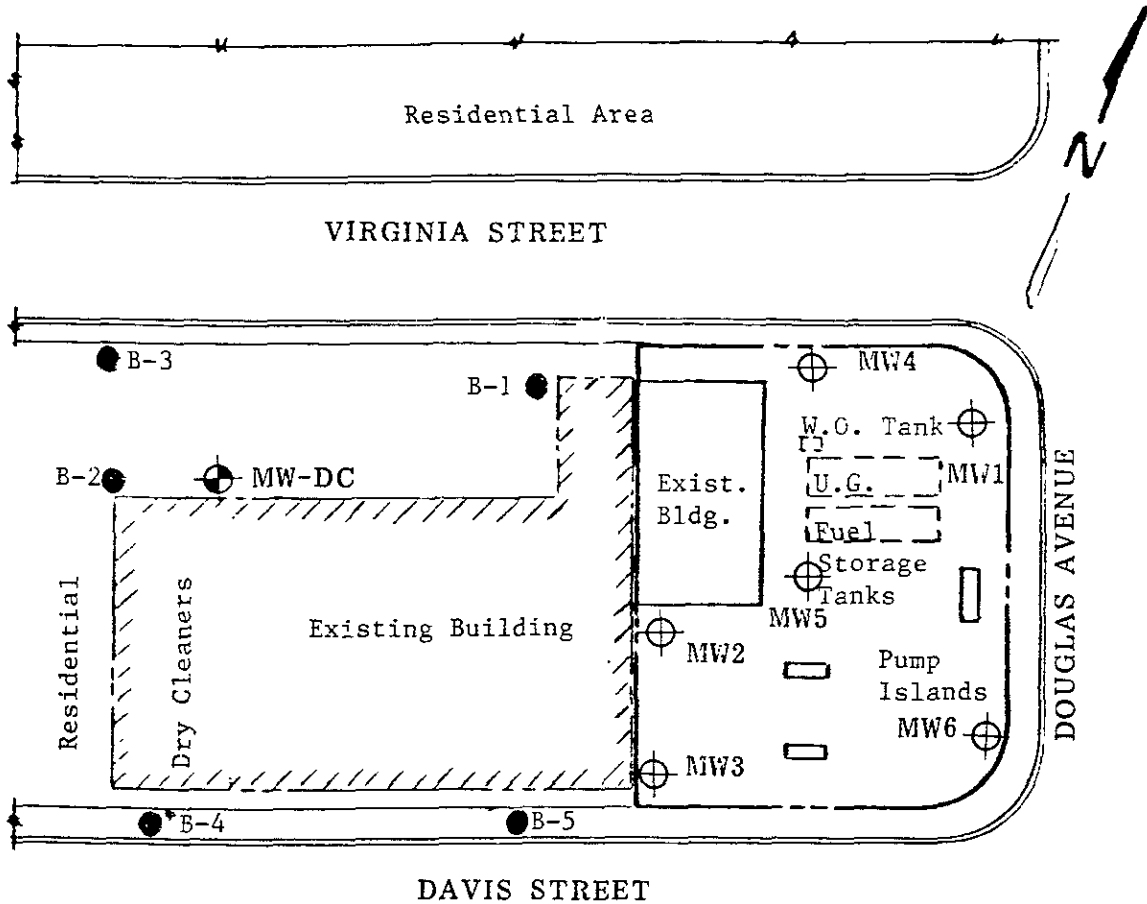 Residential Area
N
VIRGINIA STREET
B-3
B-1
MW4
W.O. Tank
MW1
B-2
MW-DC
Exist.
Bldg.
U.G.
Fuel
Storage
Tanks
MW5
Existing Building
MW2
Residential
Dry Cleaners
Pump
Islands
MW6
MW3
DOUGLAS AVENUE
B-4
B-5
DAVIS STREET